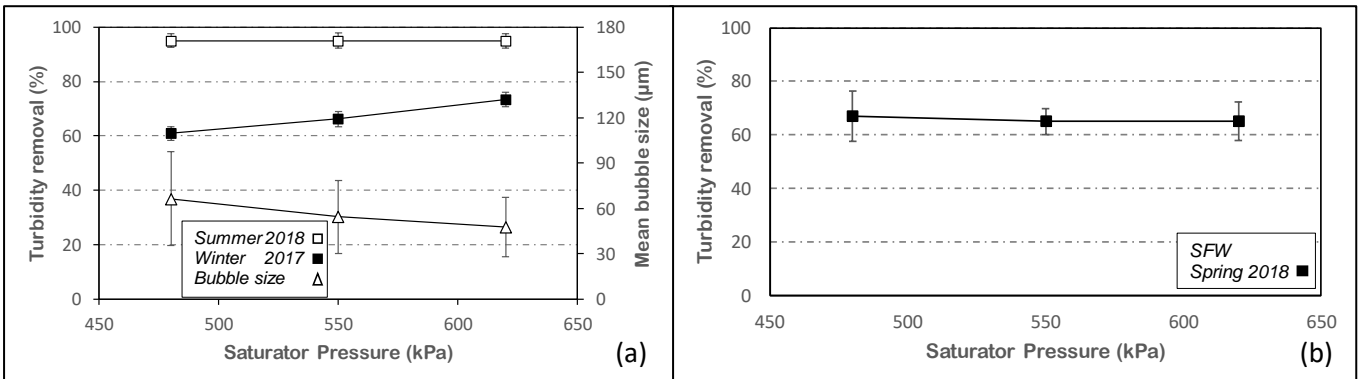 100
80
60
40
20
0
Turbidity removal (%)
180
150
120
90
60
30
0
Mean bubble size (µm)
Summer 2018
Winter 2017
Bubble size
450 500 550 600 650
Saturator Pressure (kPa)
(a)
100
80
60
40
20
0
Turbidity removal (%)
SFW
Spring 2018
450 500 550 600 650
Saturator Pressure (kPa)
(b)